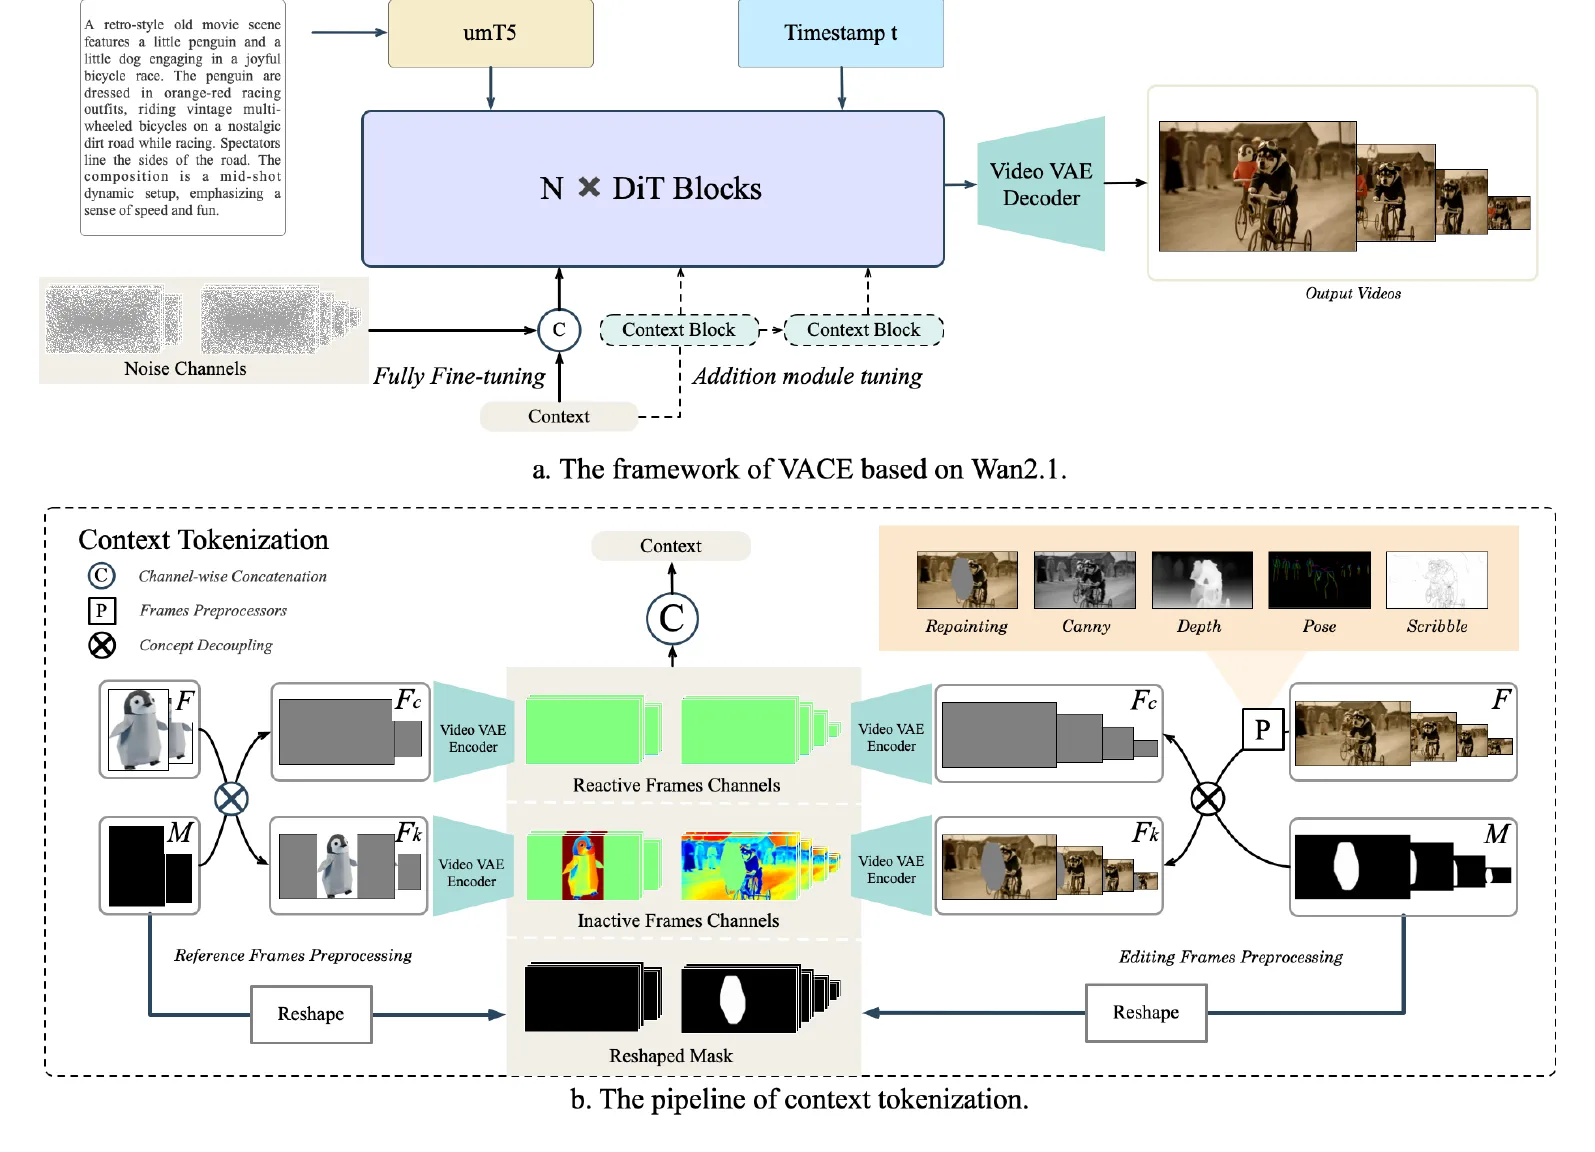 A retro-style old movie scene
features a little penguin and a
little dog engaging in a joyful
bicycle race. The penguin are
dressed in orange-red racing
outfits, riding vintage multi-
wheeled bicycles on a nostalgic
dirt road while racing. Spectators
line the sides of the road. The
composition is a mid-shot
dynamic setup, emphasizing a
sense of speed and fun.
umT5
Timestamp t
N ✖ DiT Blocks
Video VAE
Decoder
Output Videos
Noise Channels
C
Context Block
Context Block
Fully Fine-tuning
Addition module tuning
Context
a. The framework of VACE based on Wan2.1.
Context Tokenization
C Channel-wise Concatenation
P Frames Preprocessors
Concept Decoupling
Context
C
Repainting
Canny
Depth
Pose
Scribble
F
Fc
Video VAE
Encoder
Reactive Frames Channels
Video VAE
Encoder
Fc
P
F
M
Fk
Video VAE
Encoder
Inactive Frames Channels
Video VAE
Encoder
Fk
M
Reference Frames Preprocessing
Editing Frames Preprocessing
Reshape
Reshaped Mask
Reshape
b. The pipeline of context tokenization.